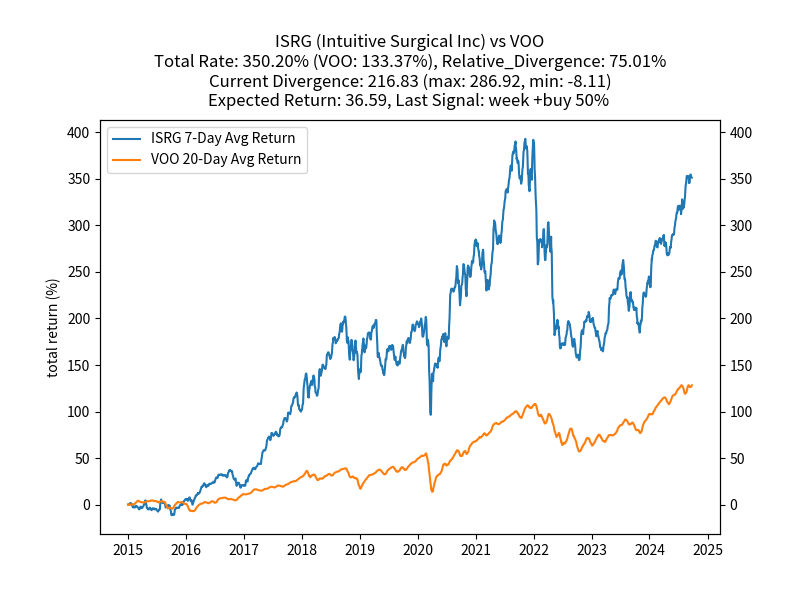 ISRG (Intuitive Surgical Inc) vs VOO
Total Rate: 350.20% (VOO: 133.37%), Relative_Divergence: 75.01%
Current Divergence: 216.83 (max: 286.92, min: -8.11)
Expected Return: 36.59, Last Signal: week +buy 50%
ISRG 7-Day Avg Return
VOO 20-Day Avg Return
total return (%)
400
350
300
250
200
150
100
50
0
400
350
300
250
200
150
100
50
0
2015 2016 2017 2018 2019 2020 2021 2022 2023 2024 2025